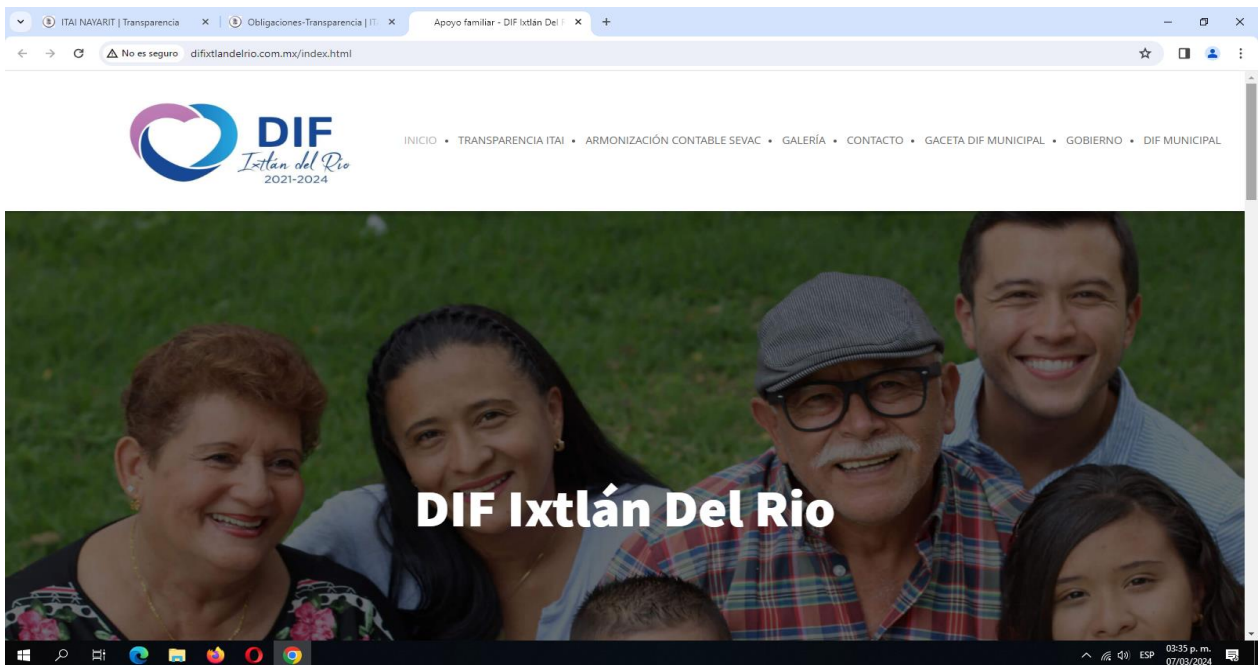 ITAI NAYARIT | Transparencia
Obligaciones-Transparencia | IT
Apoyo familiar - DIF Ixtlán Del R
No es seguro
difixtlandelrio.com.mx/index.html
DIF
Ixtlán del Río
2021-2024
INICIO • TRANSPARENCIA ITAI • ARMONIZACIÓN CONTABLE SEVAC • GALERÍA • CONTACTO • GACETA DIF MUNICIPAL • GOBIERNO • DIF MUNICIPAL
DIF Ixtlán Del Rio
ESP
03:35 p. m.
07/03/2024